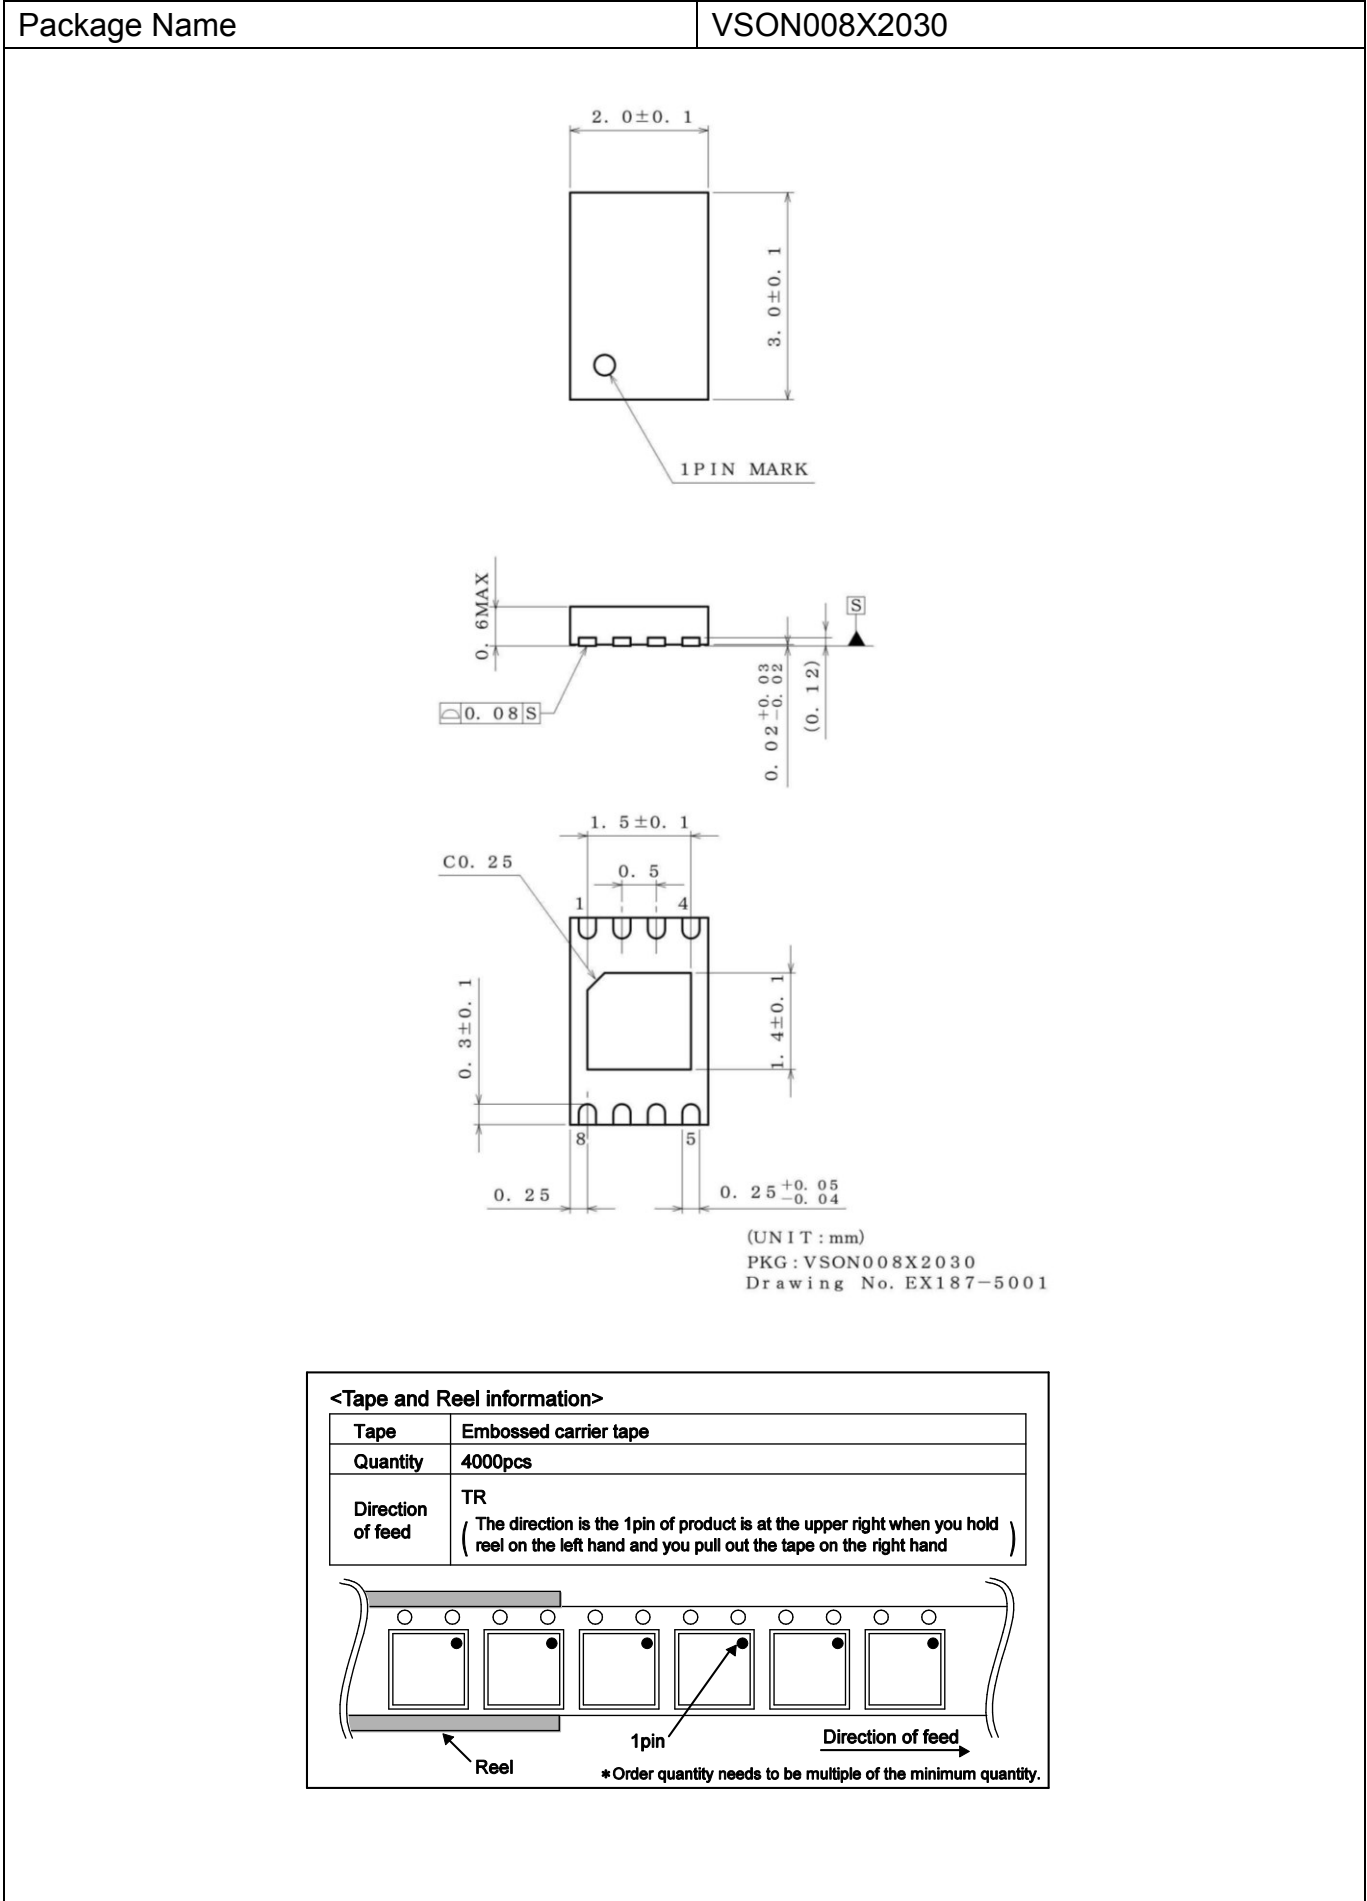 Package Name VSON008X2030
2. 0±0. 1
3. 0±0. 1
1PIN MARK
0. 6MAX
S
0. 08 S
0. 02 +0. 03 −0. 02
(0. 12)
1. 5±0. 1
C0. 25
0. 5
1 4
0. 3±0. 1
1. 4±0. 1
8 5
0. 25
0. 25 +0. 05 −0. 04
(UNIT : mm)
PKG : VSON008X2030
Drawing No. EX187−5001
<Tape and Reel information>
Tape Embossed carrier tape
Quantity 4000pcs
Direction of feed
TR
( The direction is the 1pin of product is at the upper right when you hold
reel on the left hand and you pull out the tape on the right hand )
1pin
Direction of feed
Reel
*Order quantity needs to be multiple of the minimum quantity.